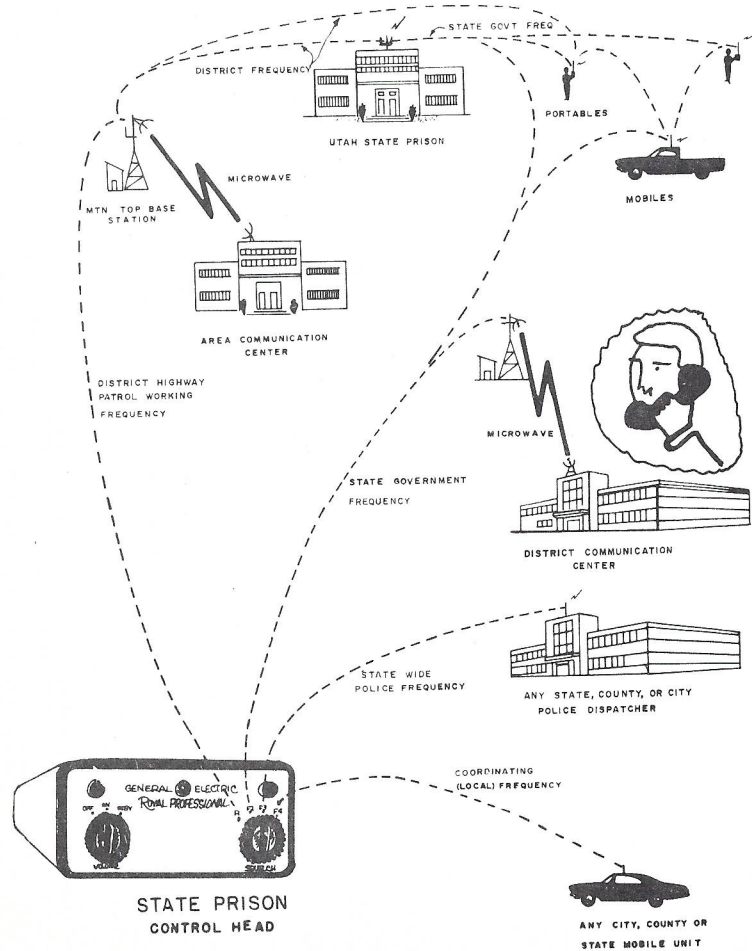 STATE GOVT FREQ
DISTRICT FREQUENCY
UTAH STATE PRISON
PORTABLES
MOBILES
MICROWAVE
MTN TOP BASE
STATION
AREA COMMUNICATION
CENTER
DISTRICT HIGHWAY
PATROL WORKING
FREQUENCY
MICROWAVE
STATE GOVERNMENT
FREQUENCY
DISTRICT COMMUNICATION
CENTER
STATE WIDE
POLICE FREQUENCY
ANY STATE, COUNTY, OR CITY
POLICE DISPATCHER
COORDINATING
(LOCAL) FREQUENCY
GENERAL ELECTRIC
ROYAL PROFESSIONAL
OFF ON BUSY
F4
VOLUME
SQUELCH
STATE PRISON
CONTROL HEAD
ANY CITY, COUNTY OR
STATE MOBILE UNIT